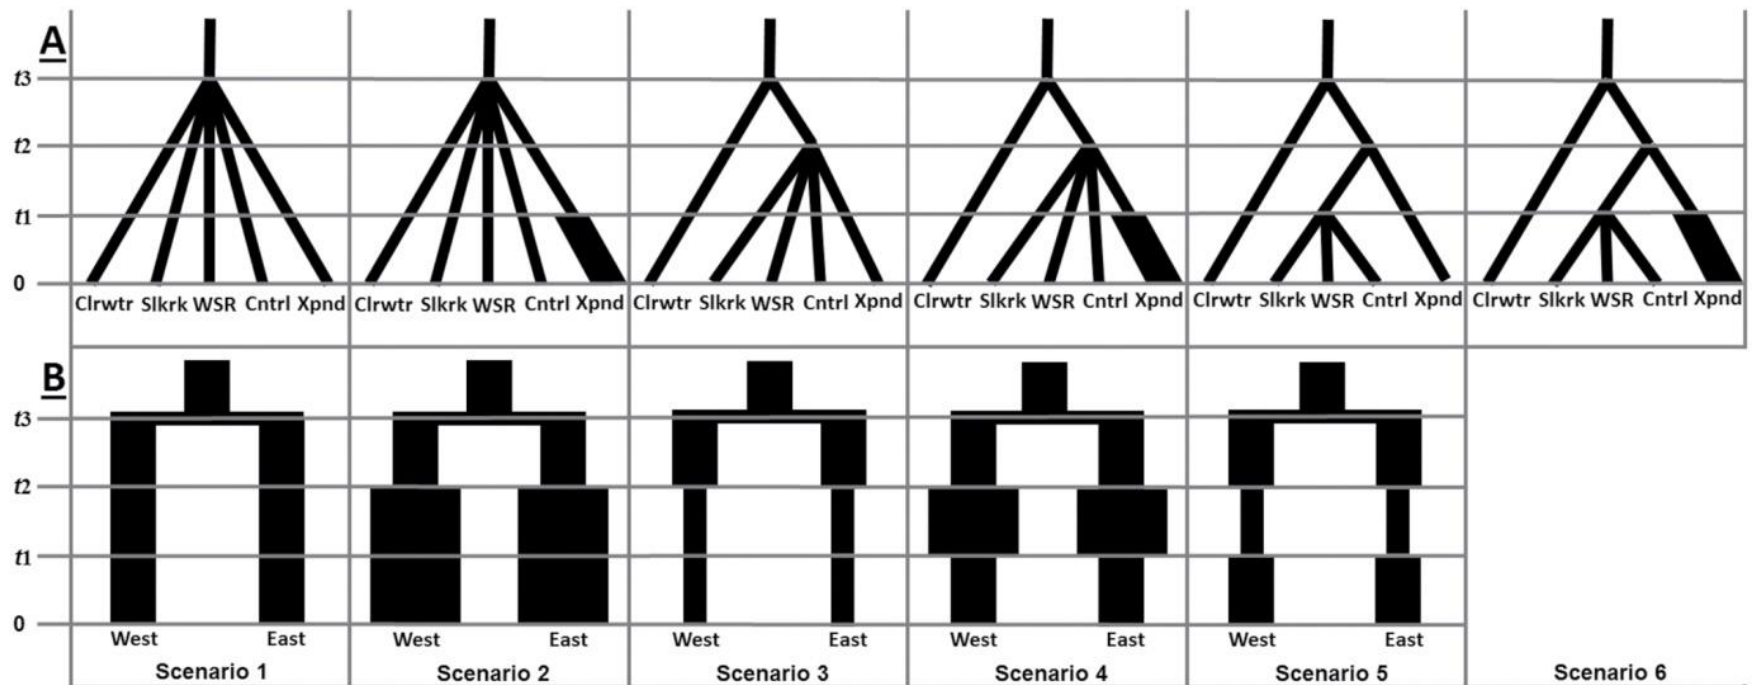 A
t3
t2
t1
0
Clrwtr Slkrk WSR Cntrl Xpnd Clrwtr Slkrk WSR Cntrl Xpnd Clrwtr Slkrk WSR Cntrl Xpnd Clrwtr Slkrk WSR Cntrl Xpnd Clrwtr Slkrk WSR Cntrl Xpnd Clrwtr Slkrk WSR Cntrl Xpnd
B
t3
t2
t1
0
West East West East West East West East West East
Scenario 1 Scenario 2 Scenario 3 Scenario 4 Scenario 5 Scenario 6